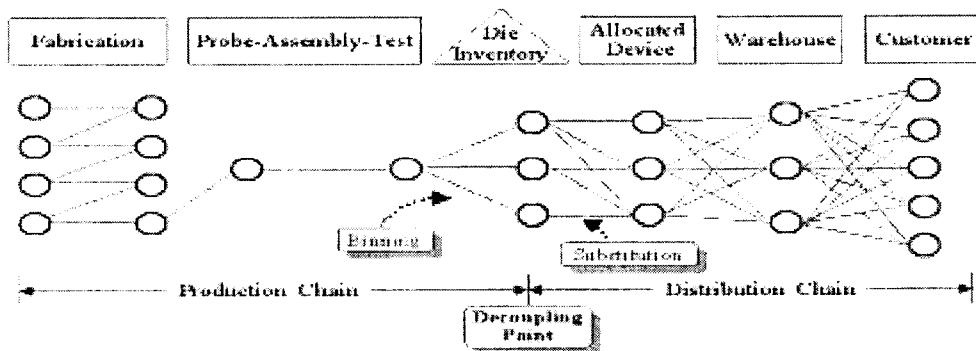 Fabrication
Probe-Assembly-Test
Die
Inventory
Allocated
Device
Warehouse
Customer
Binning
Substitution
Production Chain
Distribution Chain
Decoupling
Point